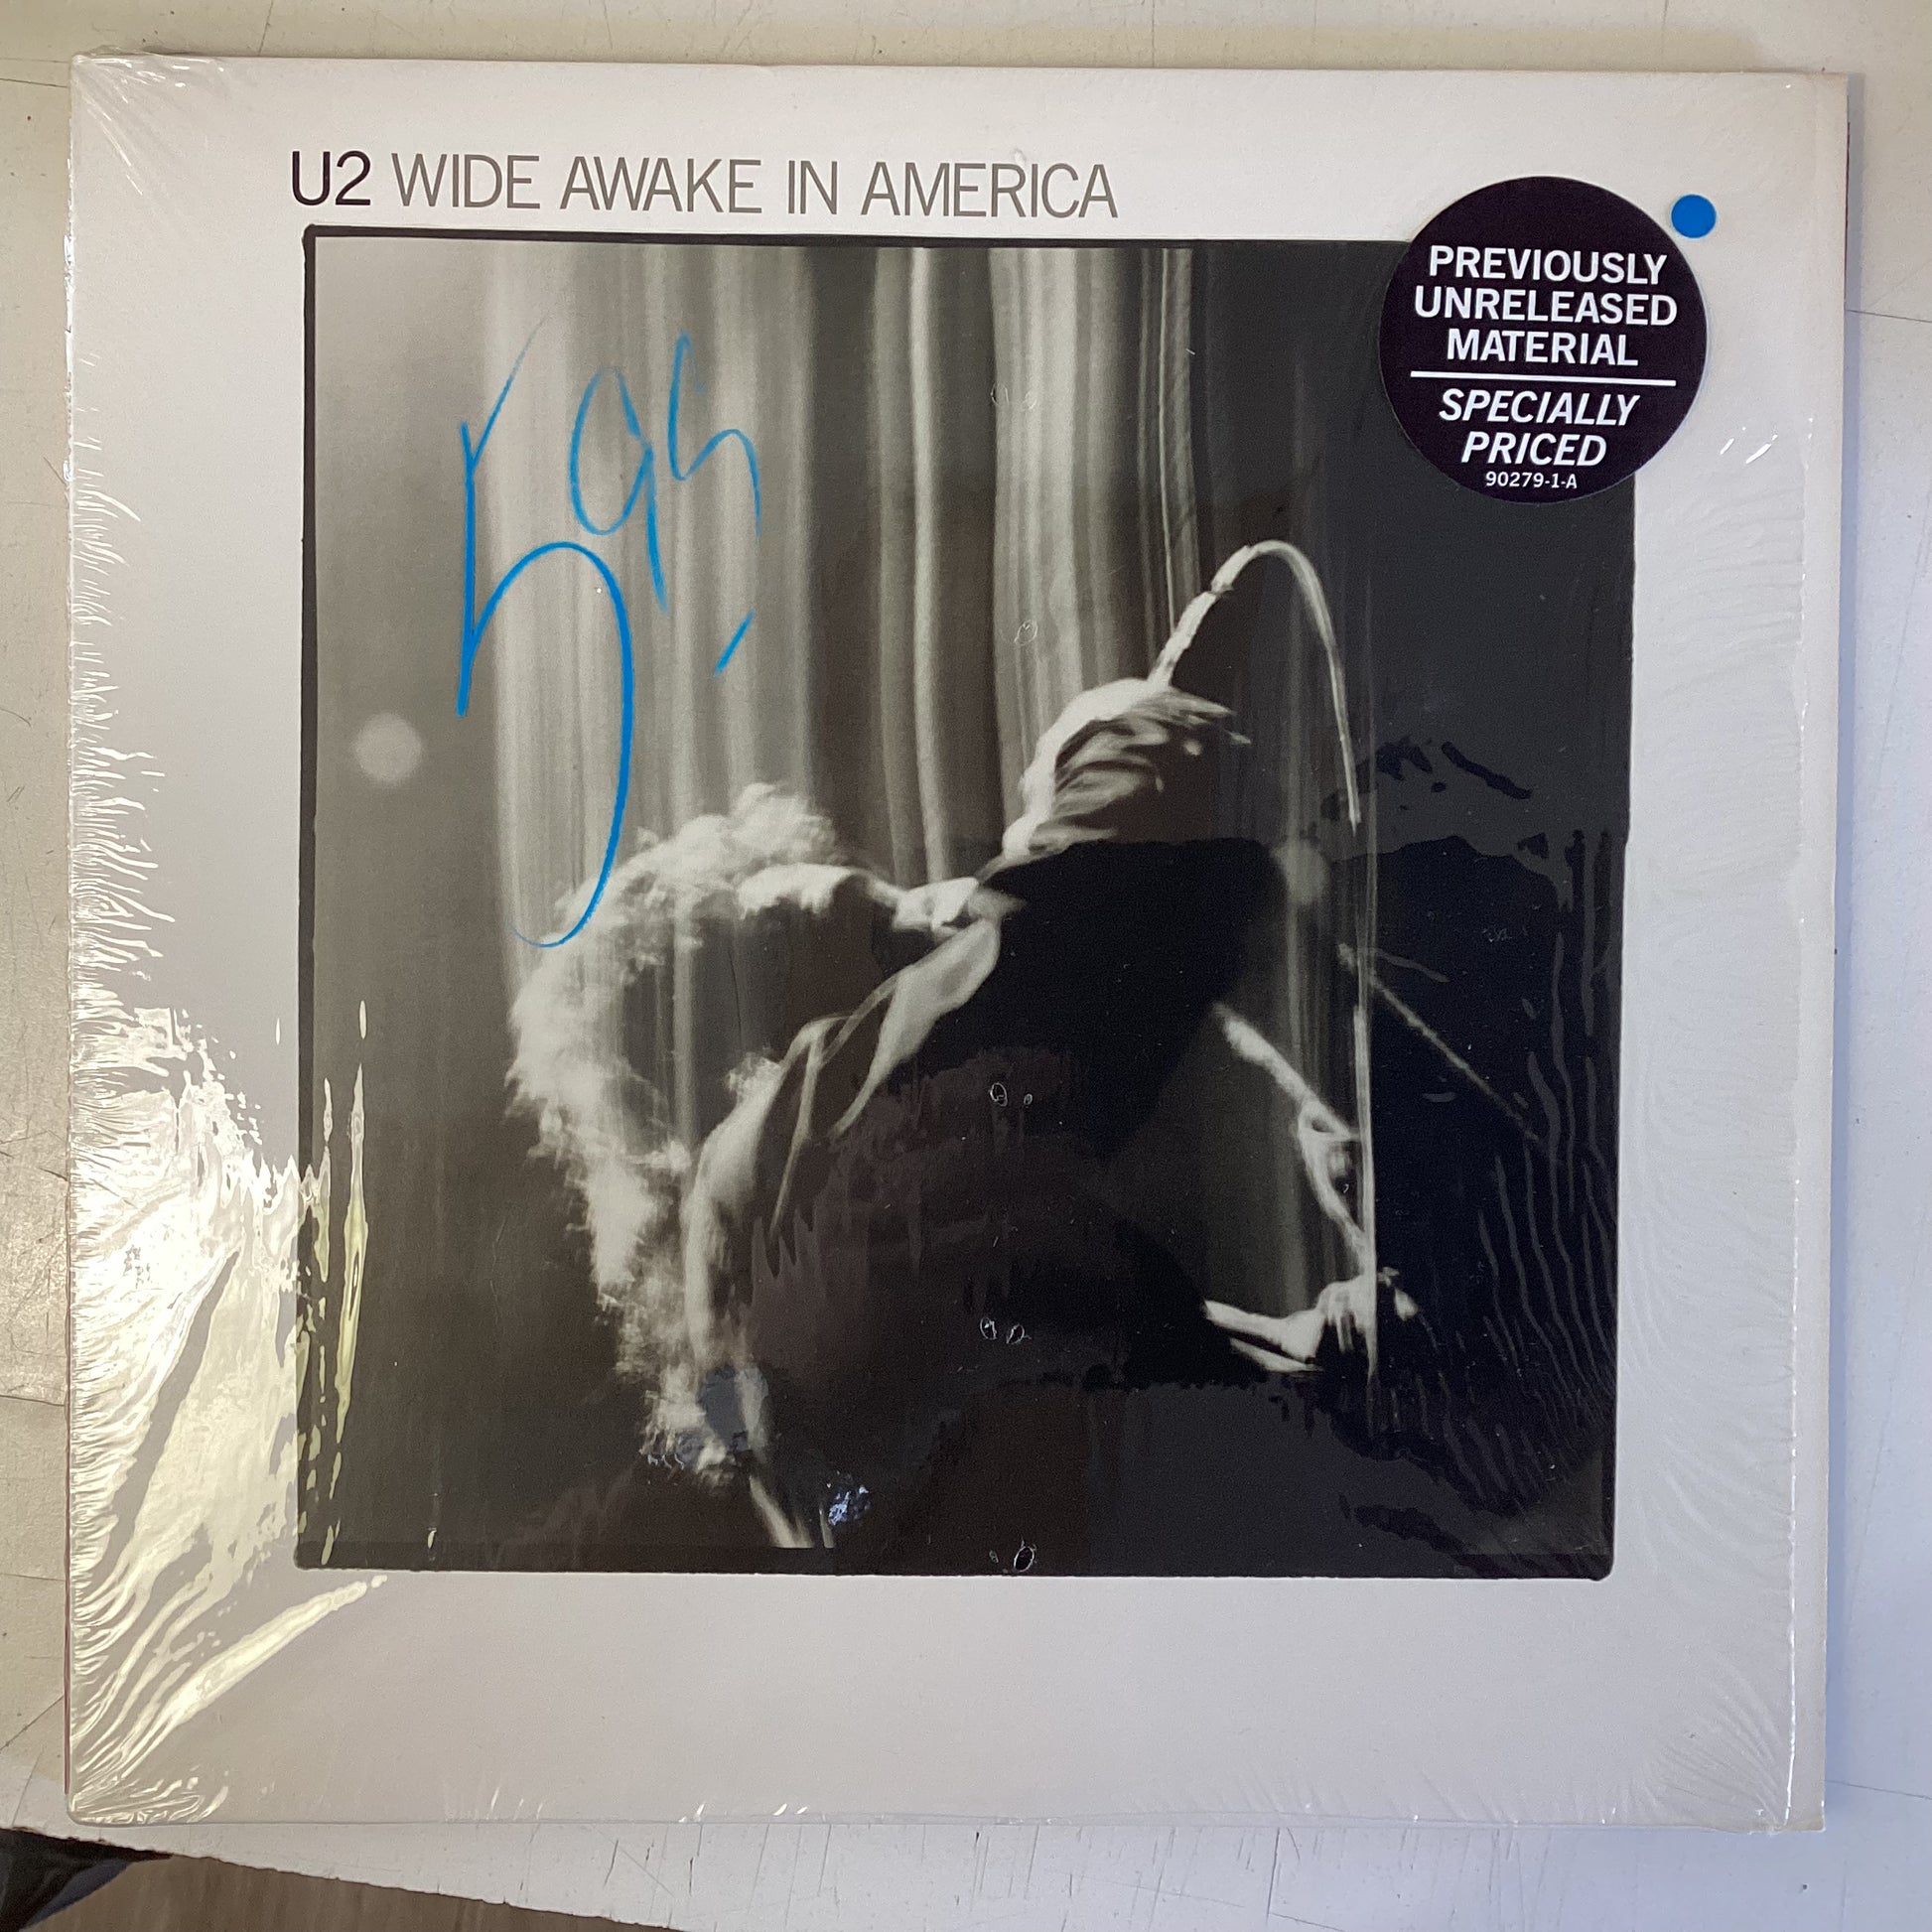 U2 WIDE AWAKE IN AMERICA
PREVIOUSLY
UNRELEASED
MATERIAL
SPECIALLY
PRICED
90279-1-A